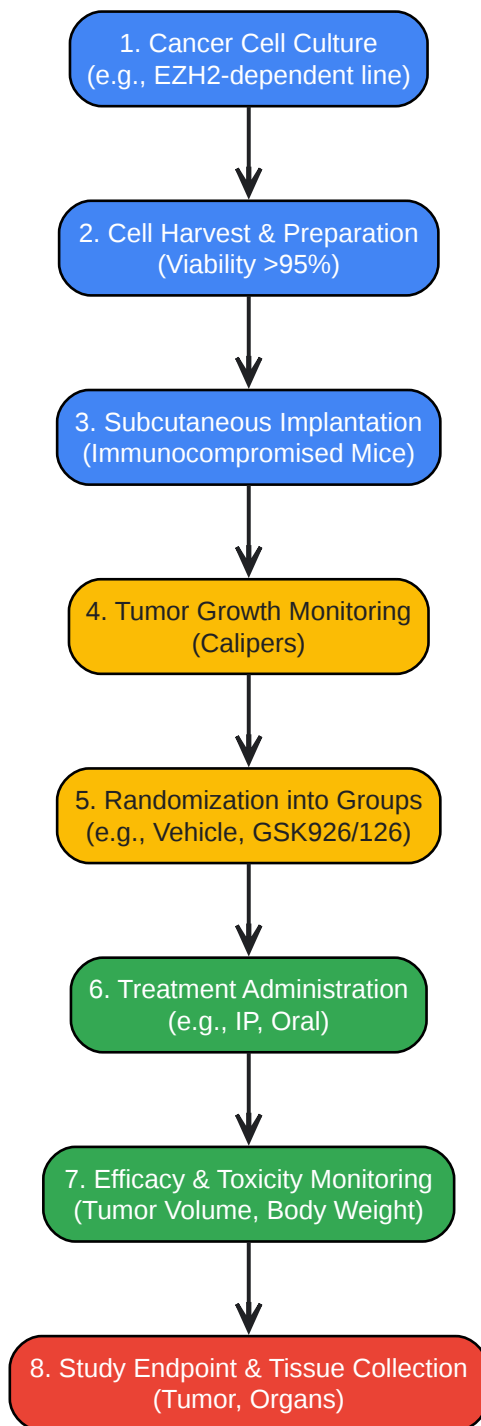 1. Cancer Cell Culture
(e.g., EZH2-dependent line)
2. Cell Harvest & Preparation
(Viability >95%)
3. Subcutaneous Implantation
(Immunocompromised Mice)
4. Tumor Growth Monitoring
(Calipers)
5. Randomization into Groups
(e.g., Vehicle, GSK926/126)
6. Treatment Administration
(e.g., IP, Oral)
7. Efficacy & Toxicity Monitoring
(Tumor Volume, Body Weight)
8. Study Endpoint & Tissue Collection
(Tumor, Organs)